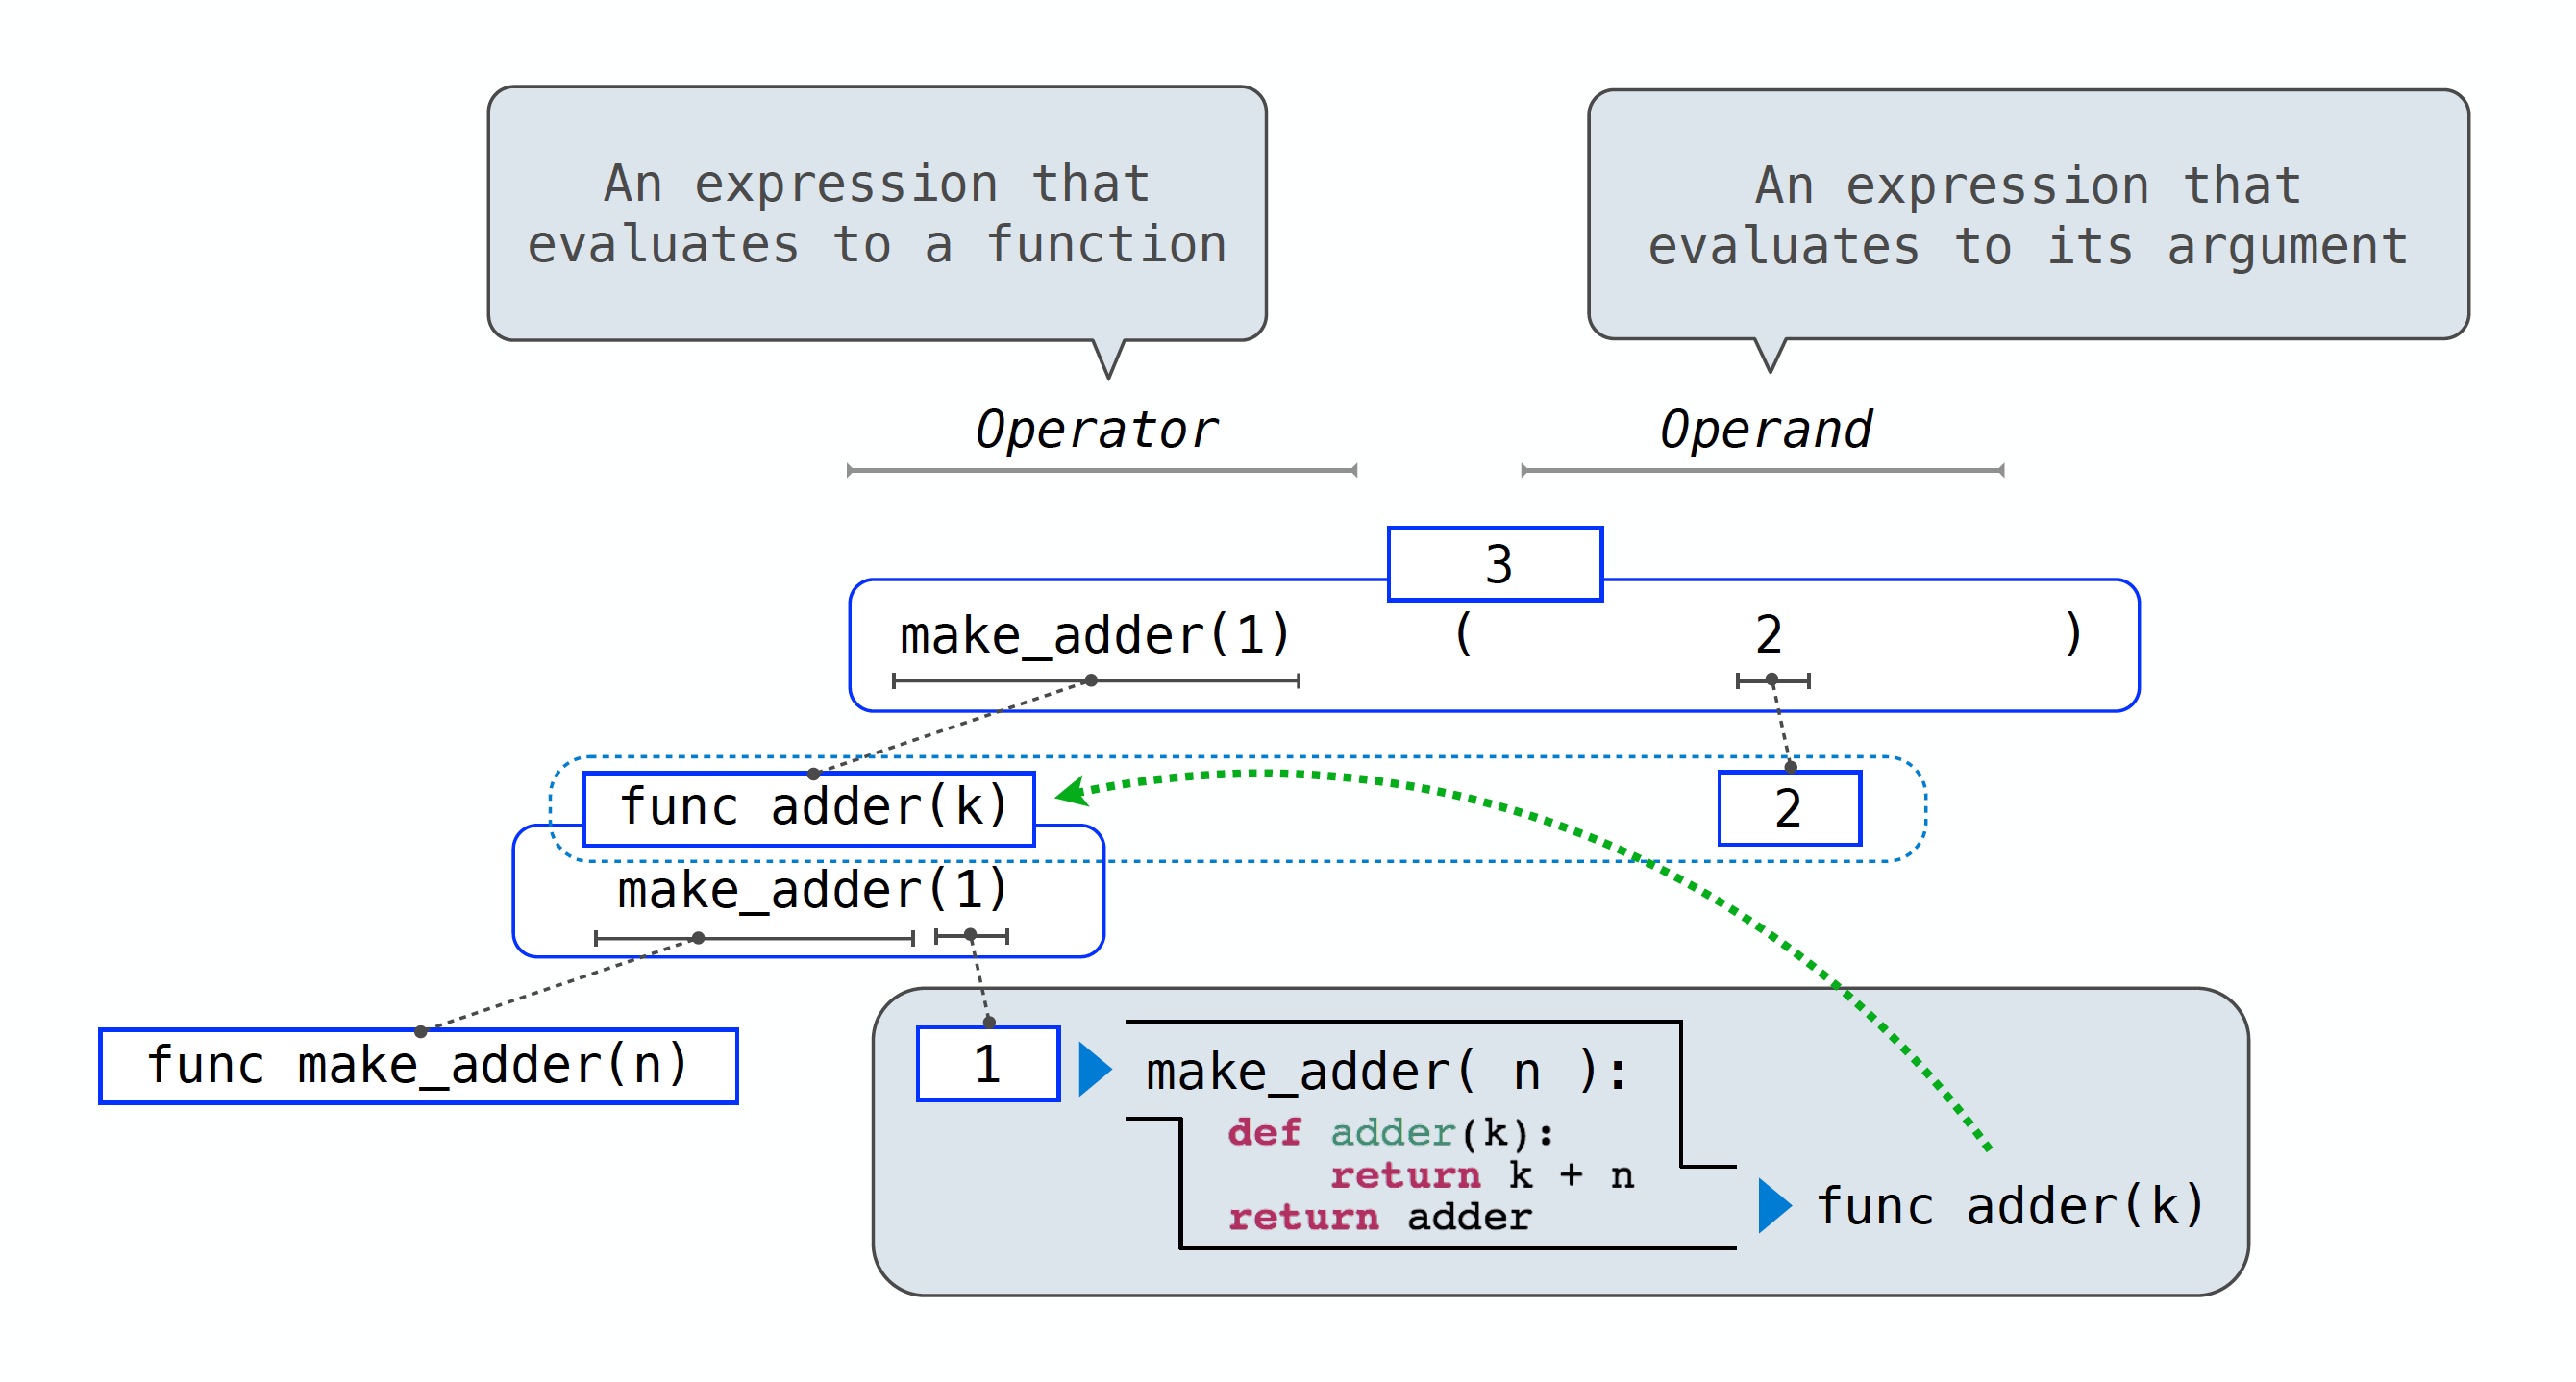 An expression that
evaluates to a function
An expression that
evaluates to its argument
Operator
Operand
3
make_adder(1) ( 2 )
func adder(k)
2
make_adder(1)
func make_adder(n)
1
make_adder( n ):
def adder(k):
return k + n
return adder
func adder(k)